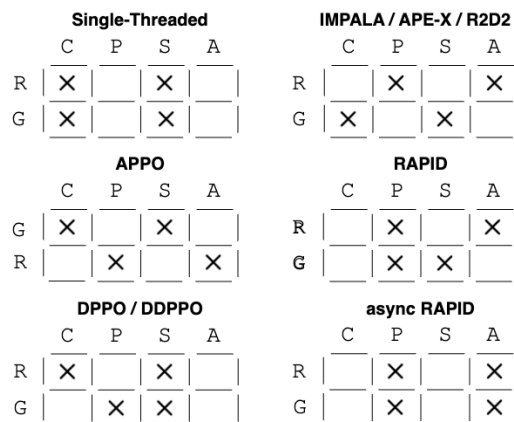 Single-Threaded
C P S A
R | × | | × | |
G | × | | × | |
IMPALA / APE-X / R2D2
C P S A
R | | × | | × |
G | × | | × | |
APPO
C P S A
G | × | | × | |
R | | × | | × |
RAPID
C P S A
R | | × | | × |
G | | × | × | |
DPPO / DDPPO
C P S A
R | × | | × | |
G | | × | × | |
async RAPID
C P S A
R | | × | | × |
G | | × | | × |